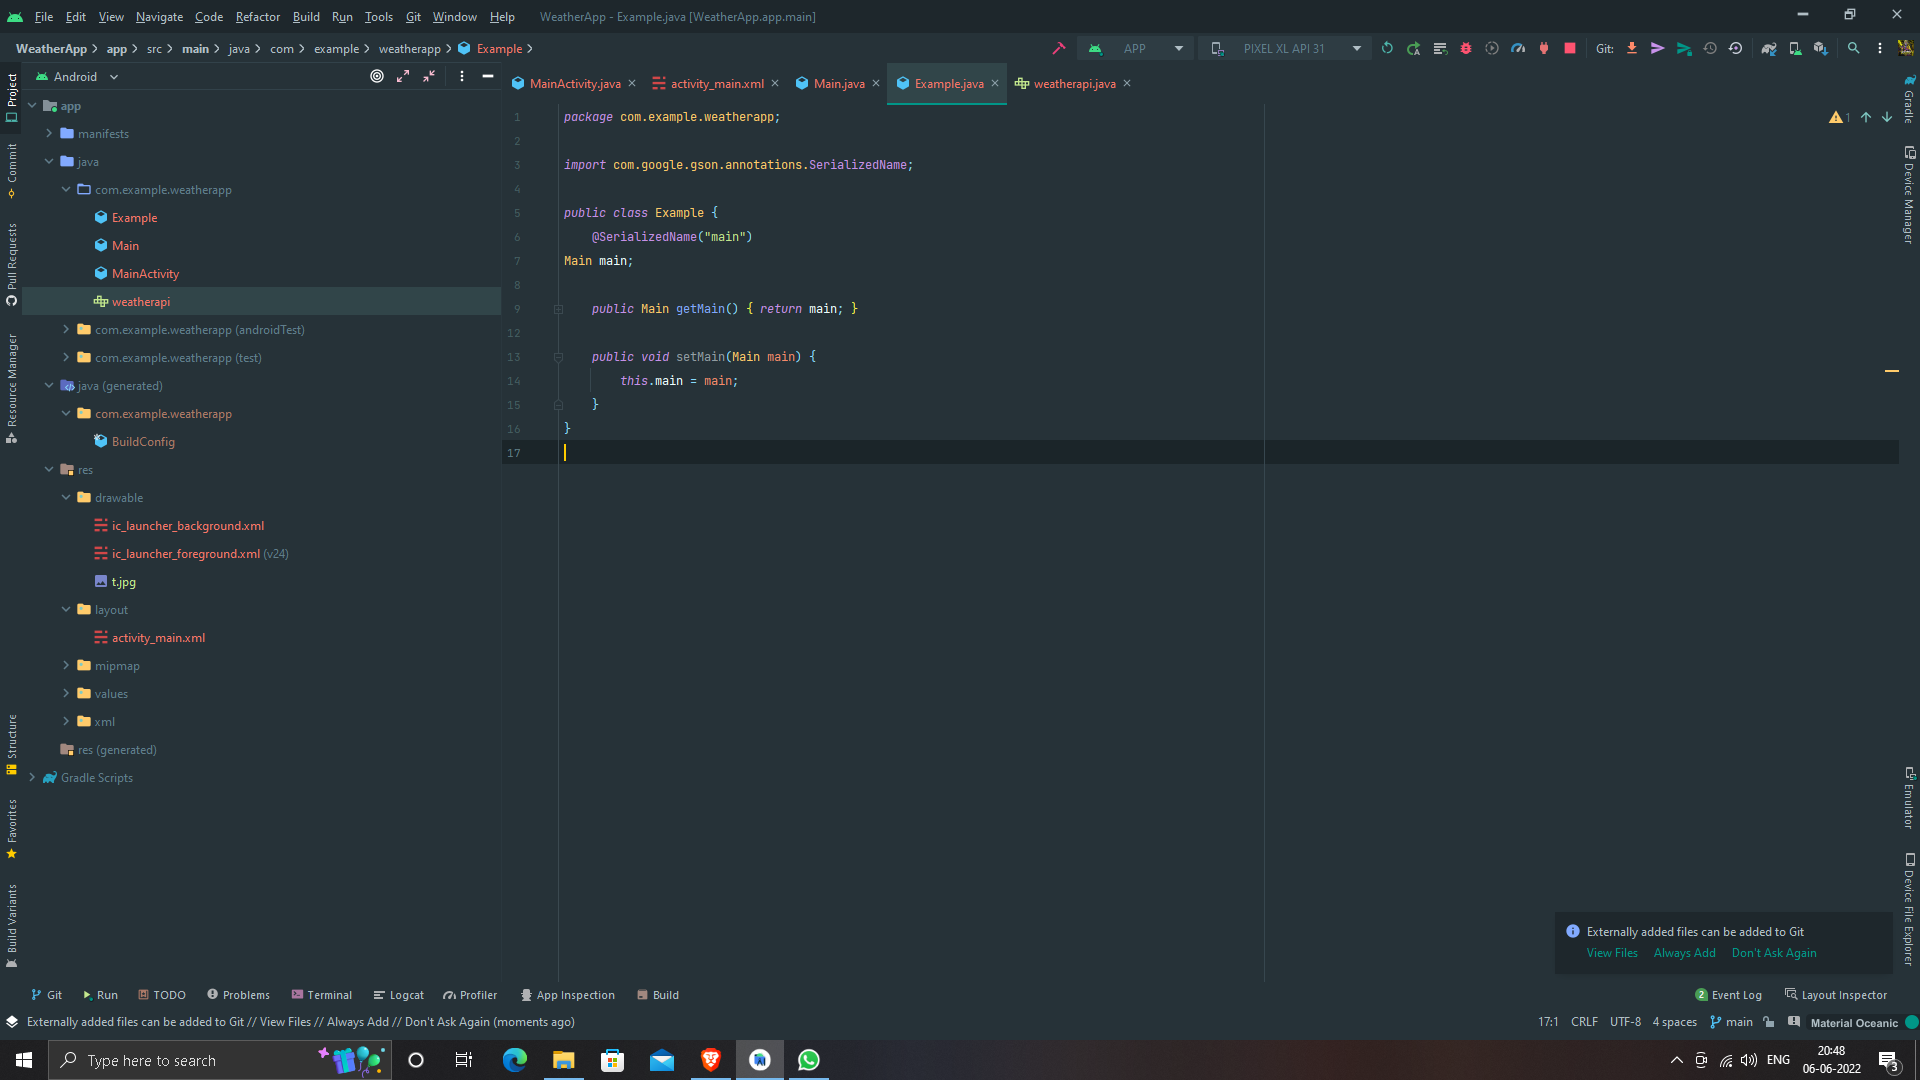 File Edit View Navigate Code Refactor Build Run Tools Git Window Help WeatherApp - Example.java [WeatherApp.app.main]
WeatherApp app src main java com example weatherapp Example APP PIXEL XL API 31 Git:
Project
Commit
Pull Requests
Resource Manager
Structure
Favorites
Build Variants
Android
app
manifests
java
com.example.weatherapp
Example
Main
MainActivity
weatherapi
com.example.weatherapp (androidTest)
com.example.weatherapp (test)
java (generated)
com.example.weatherapp
BuildConfig
res
drawable
ic_launcher_background.xml
ic_launcher_foreground.xml (v24)
t.jpg
layout
activity_main.xml
mipmap
values
xml
res (generated)
Gradle Scripts
MainActivity.java activity_main.xml Main.java Example.java weatherapi.java
1 package com.example.weatherapp;
2
3 import com.google.gson.annotations.SerializedName;
4
5 public class Example {
6 @SerializedName("main")
7 Main main;
8
9 public Main getMain() { return main; }
12
13 public void setMain(Main main) {
14 this.main = main;
15 }
16 }
17
1
Gradle
Device Manager
Emulator
Device File Explorer
Externally added files can be added to Git
View Files Always Add Don't Ask Again
Git Run TODO Problems Terminal Logcat Profiler App Inspection Build 2 Event Log Layout Inspector
Externally added files can be added to Git // View Files // Always Add // Don't Ask Again (moments ago) 17:1 CRLF UTF-8 4 spaces main Material Oceanic
Type here to search ENG 20:48
06-06-2022 3